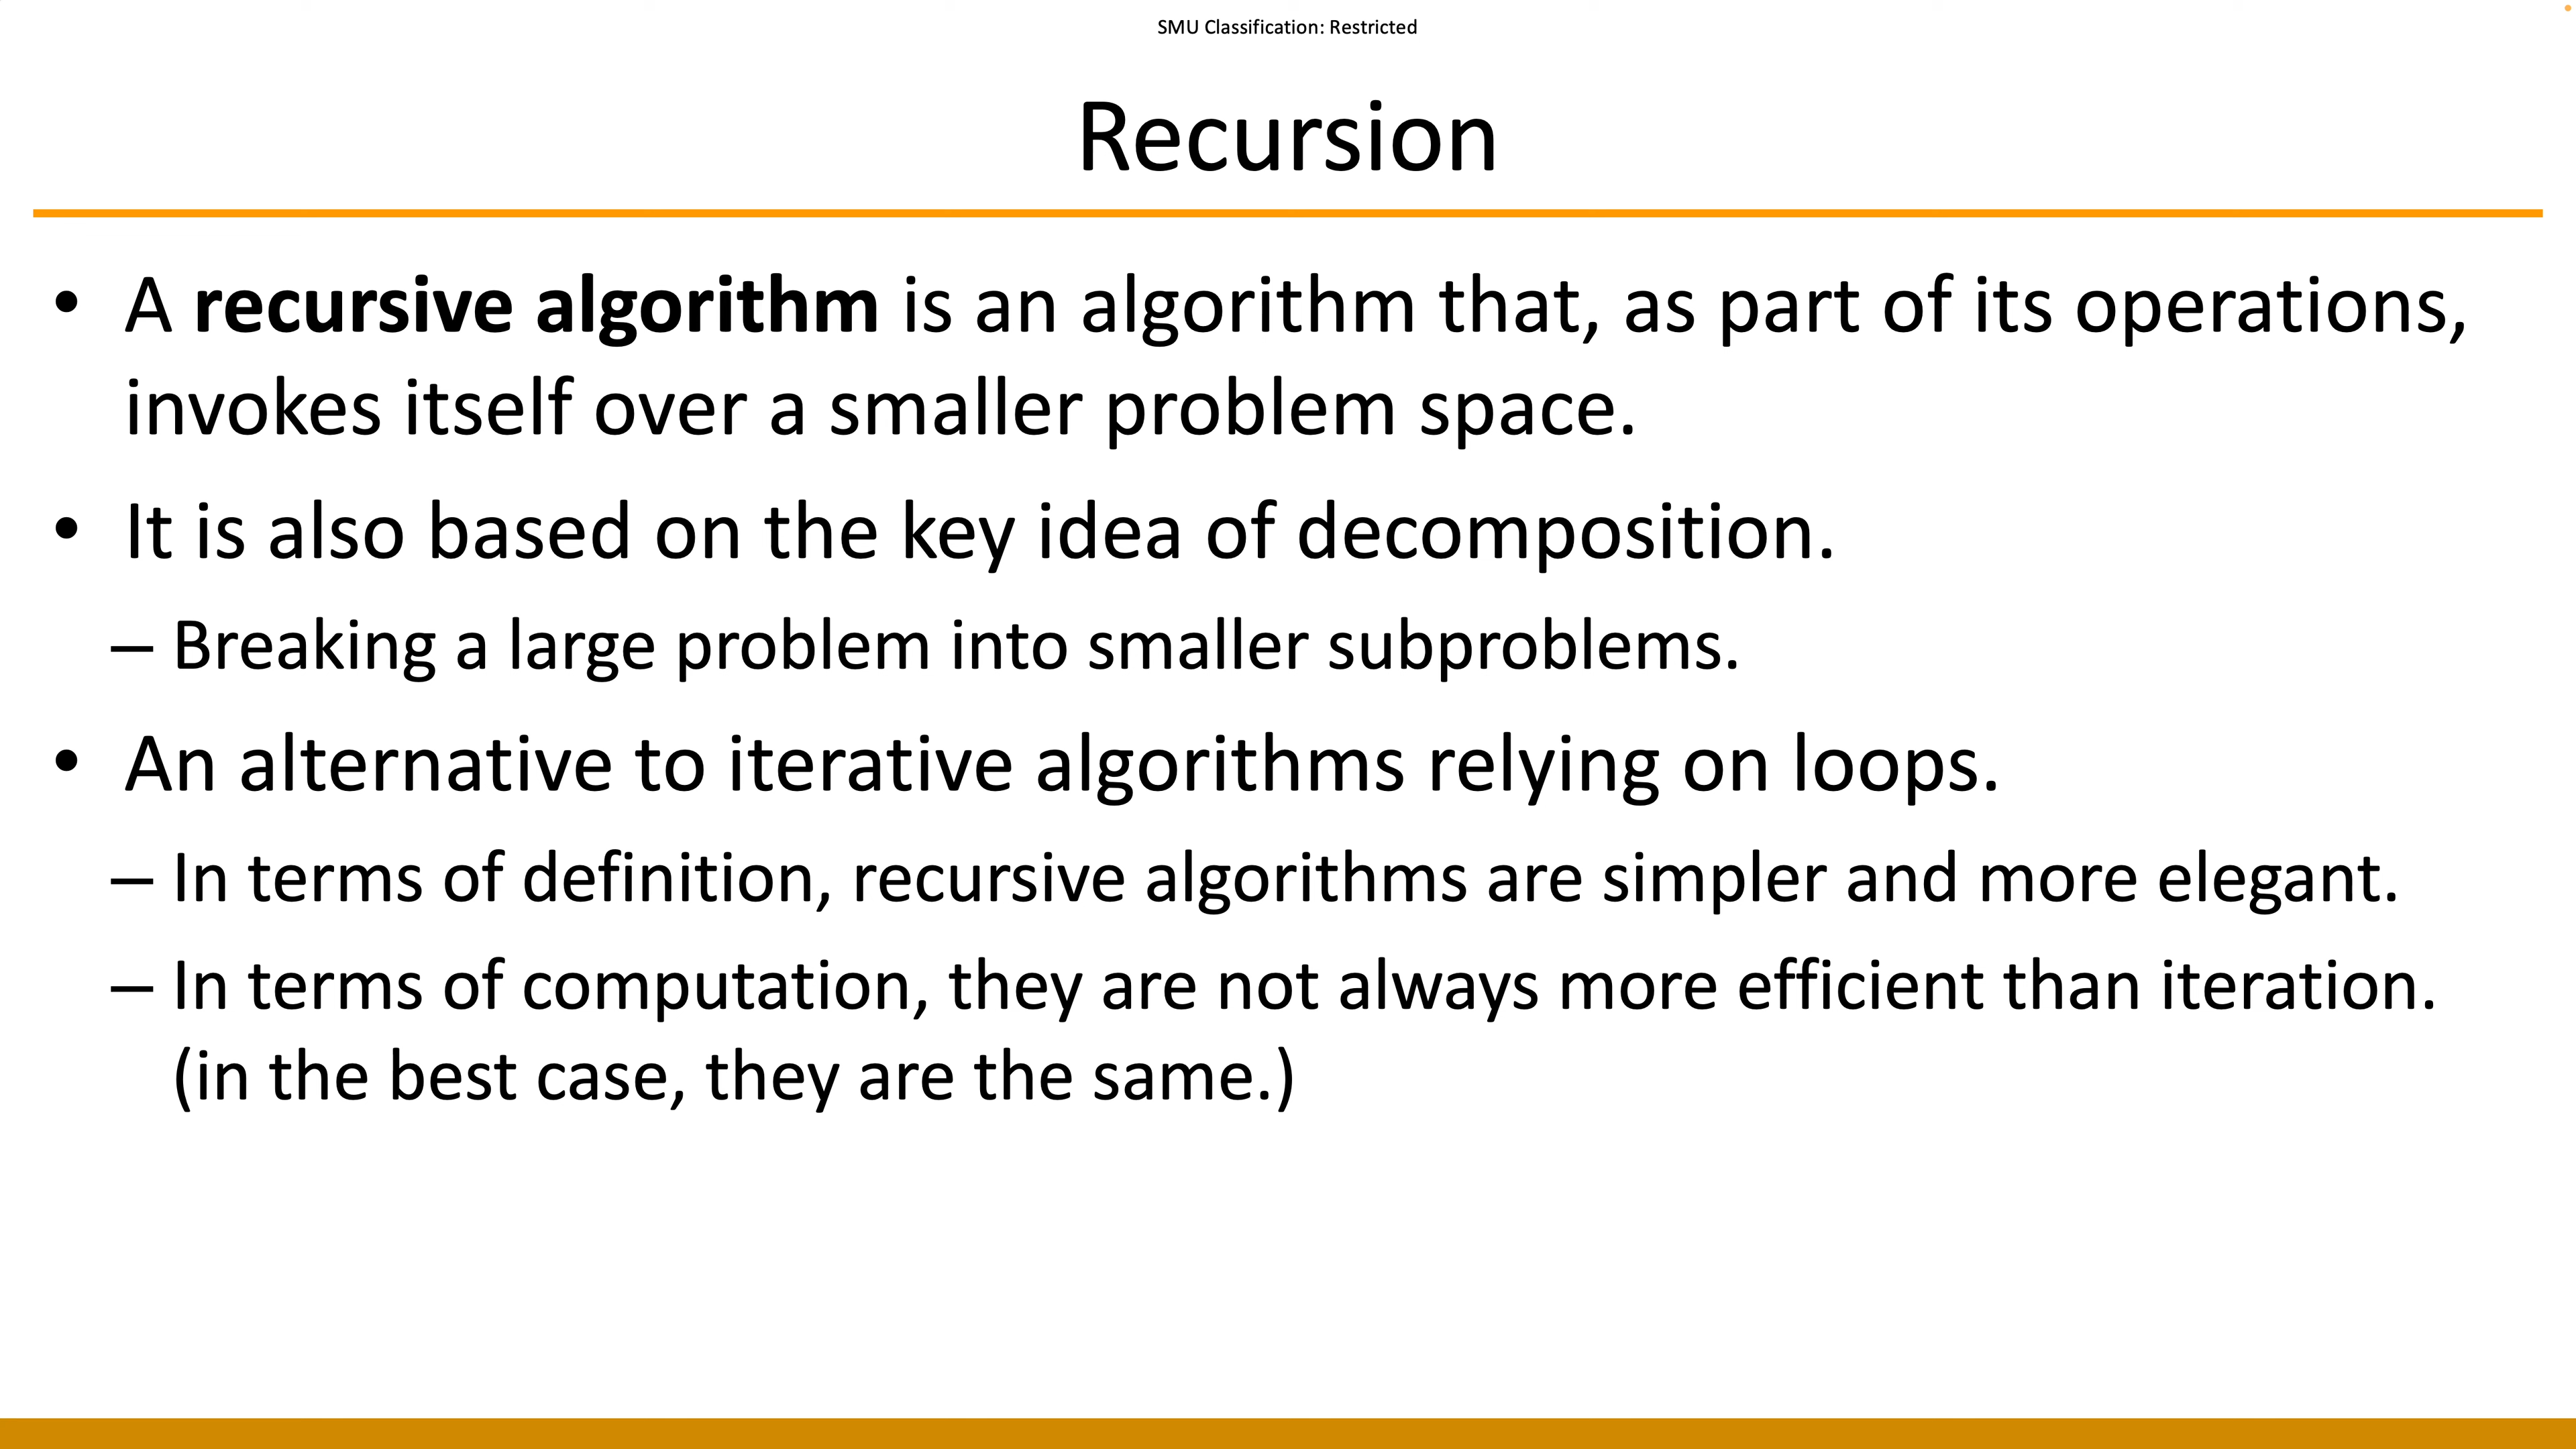 SMU Classification: Restricted
Recursion
• A recursive algorithm is an algorithm that, as part of its operations,
invokes itself over a smaller problem space.
• It is also based on the key idea of decomposition.
– Breaking a large problem into smaller subproblems.
• An alternative to iterative algorithms relying on loops.
– In terms of definition, recursive algorithms are simpler and more elegant.
– In terms of computation, they are not always more efficient than iteration.
(in the best case, they are the same.)